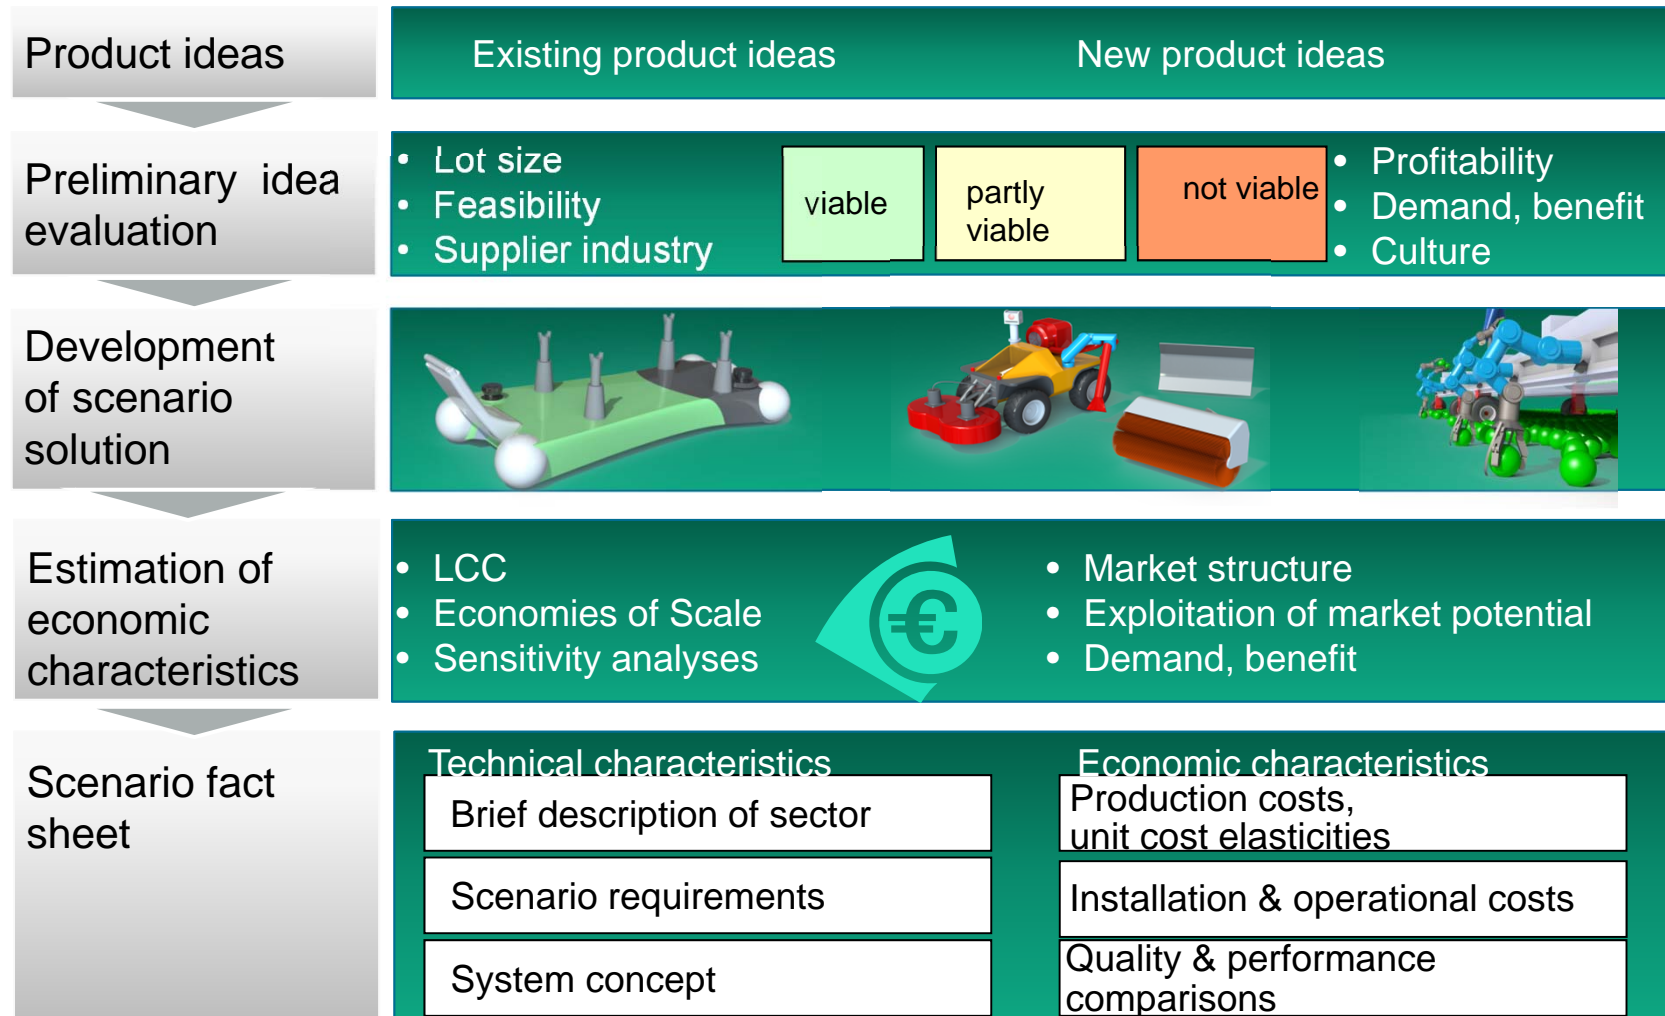 Product ideas
Existing product ideas
New product ideas
Preliminary idea
evaluation
• Lot size
• Feasibility
• Supplier industry
viable
partly
viable
not viable
• Profitability
• Demand, benefit
• Culture
Development
of scenario
solution
Estimation of
economic
characteristics
• LCC
• Economies of Scale
• Sensitivity analyses
€
• Market structure
• Exploitation of market potential
• Demand, benefit
Scenario fact
sheet
Technical characteristics
Brief description of sector
Scenario requirements
System concept
Economic characteristics
Production costs,
unit cost elasticities
Installation & operational costs
Quality & performance
comparisons